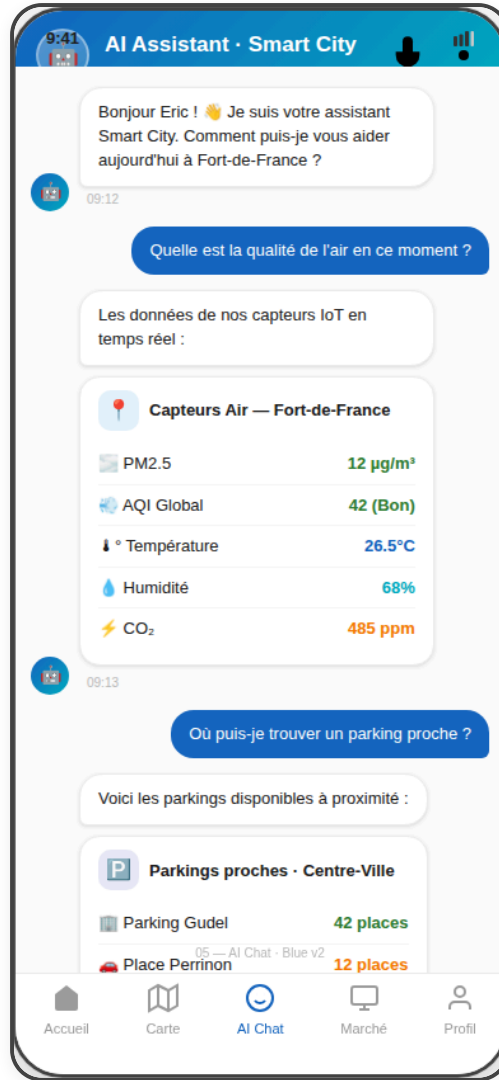 9:41
AI Assistant · Smart City
Bonjour Eric ! 👋 Je suis votre assistant
Smart City. Comment puis-je vous aider
aujourd'hui à Fort-de-France ?
09:12
Quelle est la qualité de l'air en ce moment ?
Les données de nos capteurs IoT en
temps réel :
Capteurs Air — Fort-de-France
PM2.5 12 µg/m³
AQI Global 42 (Bon)
° Température 26.5°C
Humidité 68%
CO₂ 485 ppm
09:13
Où puis-je trouver un parking proche ?
Voici les parkings disponibles à proximité :
P Parkings proches · Centre-Ville
Parking Gudel 42 places
05 — AI Chat · Blue v2
Place Perrinon 12 places
Accueil Carte AI Chat Marché Profil